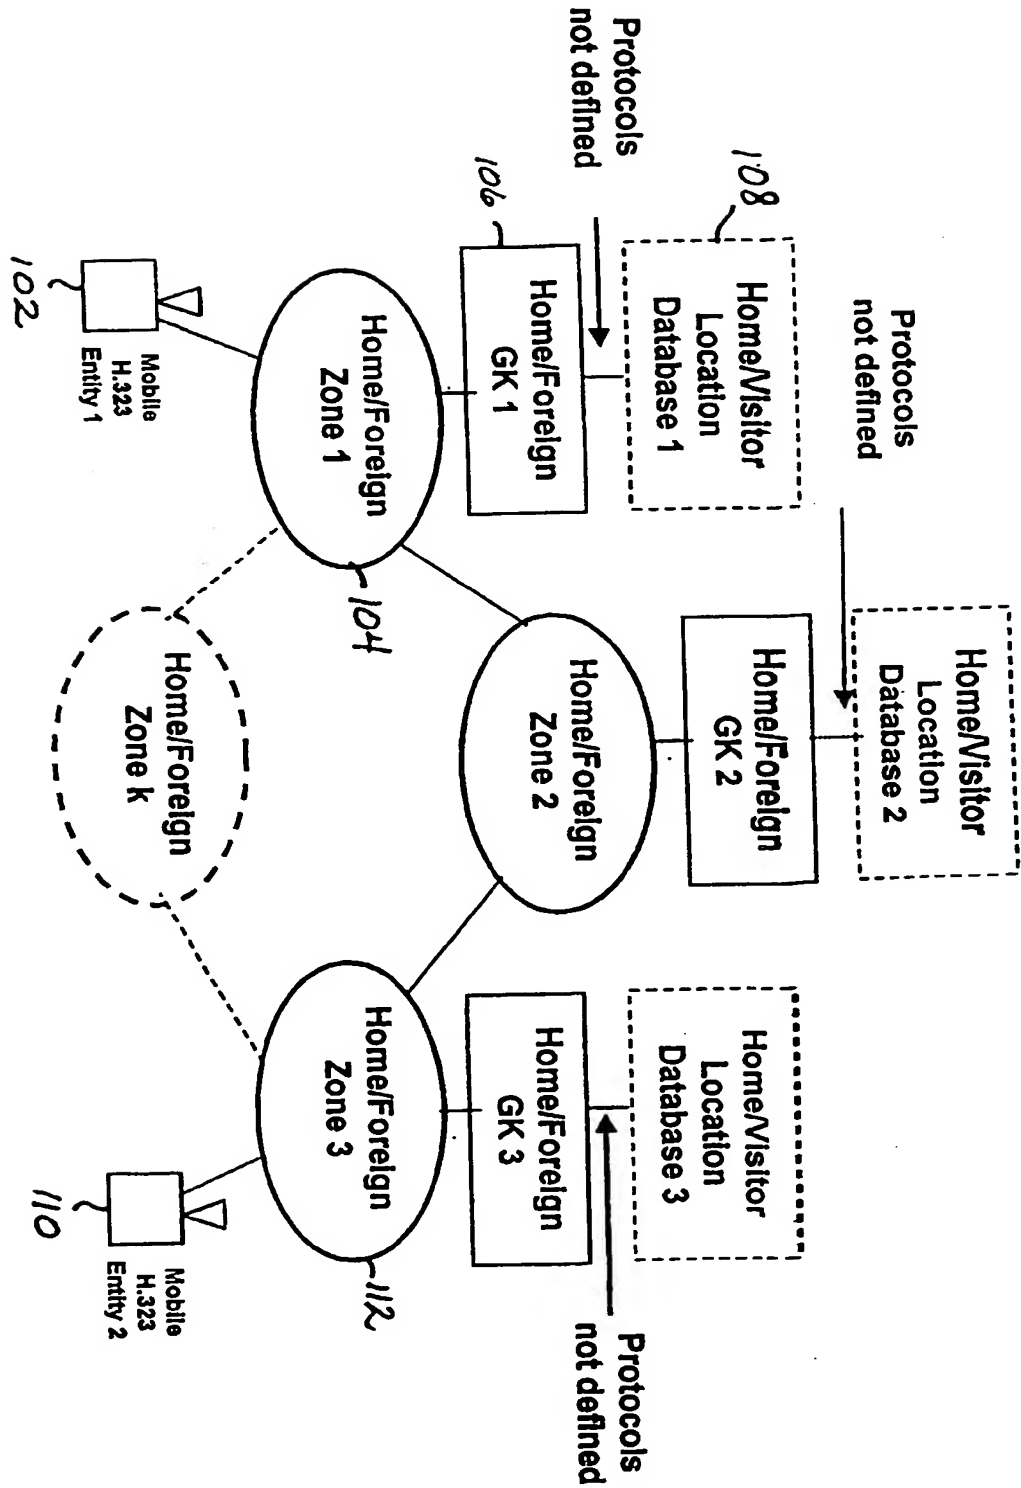 Protocols
not defined
108
Home/Visitor
Location
Database 1
106
Home/Foreign
GK 1
Home/Foreign
Zone 1
104
102
Mobile
H.323
Entity 1
Protocols
not defined
Home/Visitor
Location
Database 2
Home/Foreign
GK 2
Home/Foreign
Zone 2
Home/Foreign
Zone k
Home/Visitor
Location
Database 3
Protocols
not defined
Home/Foreign
GK 3
Home/Foreign
Zone 3
112
110
Mobile
H.323
Entity 2